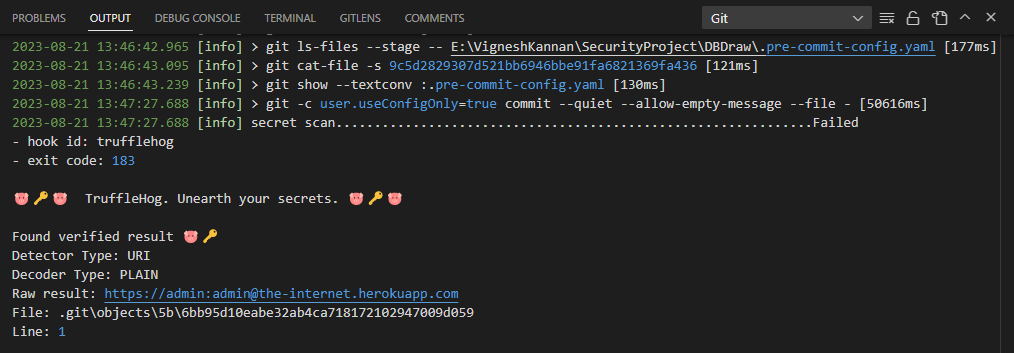 PROBLEMS OUTPUT DEBUG CONSOLE TERMINAL GITLENS COMMENTS Git
2023-08-21 13:46:42.965 [info] > git ls-files --stage -- E:\VigneshKannan\SecurityProject\DBDraw\.pre-commit-config.yaml [177ms]
2023-08-21 13:46:43.095 [info] > git cat-file -s 9c5d2829307d521bb6946bbe91fa6821369fa436 [121ms]
2023-08-21 13:46:43.239 [info] > git show --textconv :.pre-commit-config.yaml [130ms]
2023-08-21 13:47:27.688 [info] > git -c user.useConfigOnly=true commit --quiet --allow-empty-message --file - [50616ms]
2023-08-21 13:47:27.688 [info] secret scan..............................................................Failed
- hook id: trufflehog
- exit code: 183
🐷🔑🐷  TruffleHog. Unearth your secrets. 🐷🔑🐷
Found verified result 🐷🔑
Detector Type: URI
Decoder Type: PLAIN
Raw result: https://admin:admin@the-internet.herokuapp.com
File: .git\objects\5b\6bb95d10eabe32ab4ca718172102947009d059
Line: 1